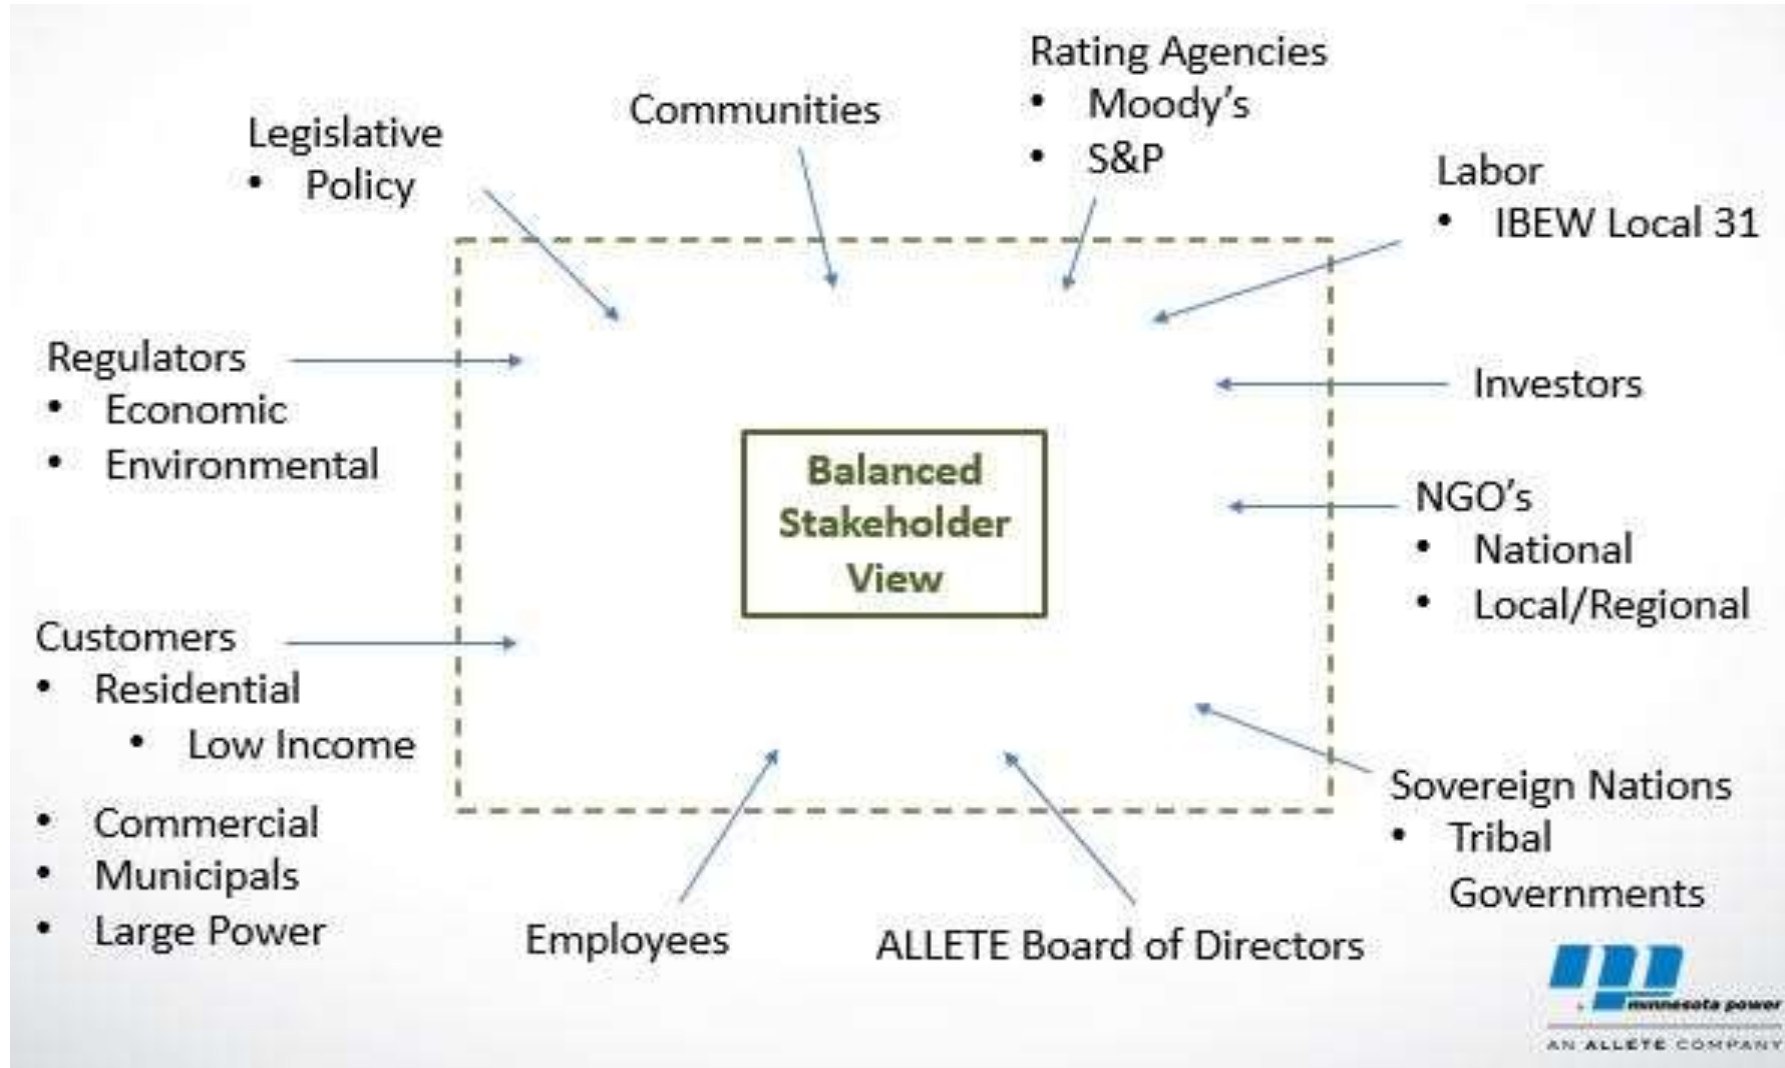 Rating Agencies
• Moody's
• S&P
Communities
Legislative
• Policy
Labor
• IBEW Local 31
Regulators
• Economic
• Environmental
Investors
Balanced
Stakeholder
View
NGO's
• National
• Local/Regional
Customers
• Residential
• Low Income
• Commercial
• Municipals
• Large Power
Sovereign Nations
• Tribal
Governments
Employees
ALLETE Board of Directors
mp
minnesota power
AN ALLETE COMPANY